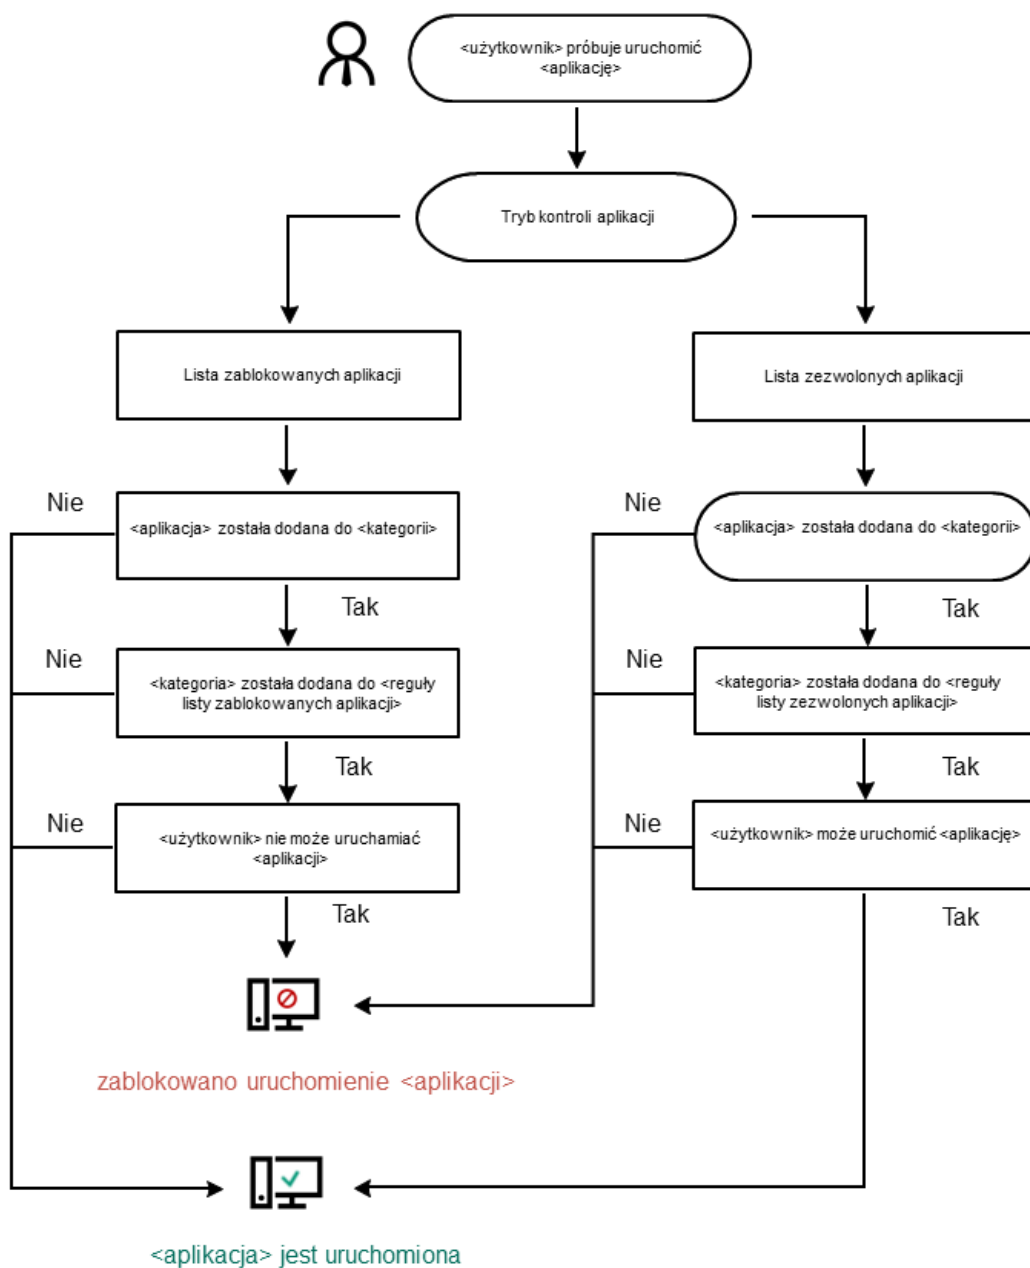 <użytkownik> próbuje uruchomić
<aplikację>
Tryb kontroli aplikacji
Lista zablokowanych aplikacji
Lista zezwolonych aplikacji
Nie
<aplikacja> została dodana do <kategorii>
Nie
<aplikacja> została dodana do <kategorii>
Tak
Tak
Nie
<kategoria> została dodana do <reguły
listy zablokowanych aplikacji>
Nie
<kategoria> została dodana do <reguły
listy zezwolonych aplikacji>
Tak
Tak
Nie
<użytkownik> nie może uruchamiać
<aplikacji>
Nie
<użytkownik> może uruchomić <aplikację>
Tak
Tak
zablokowano uruchomienie <aplikacji>
<aplikacja> jest uruchomiona